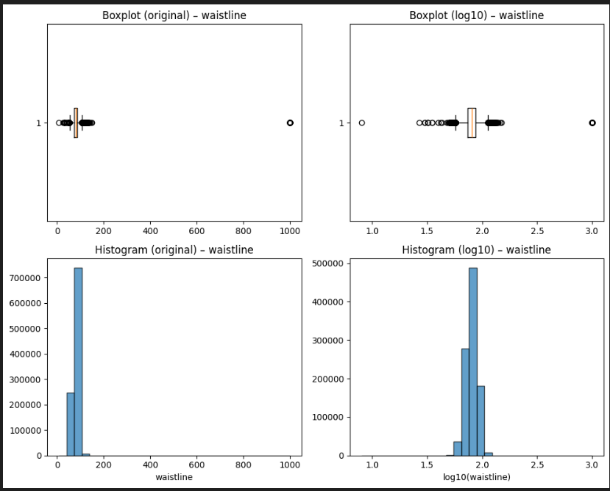 Boxplot (original) – waistline
1
0 200 400 600 800 1000
Boxplot (log10) – waistline
1
1.0 1.5 2.0 2.5 3.0
Histogram (original) – waistline
700000
600000
500000
400000
300000
200000
100000
0
0 200 400 600 800 1000
waistline
Histogram (log10) – waistline
500000
400000
300000
200000
100000
0
1.0 1.5 2.0 2.5 3.0
log10(waistline)